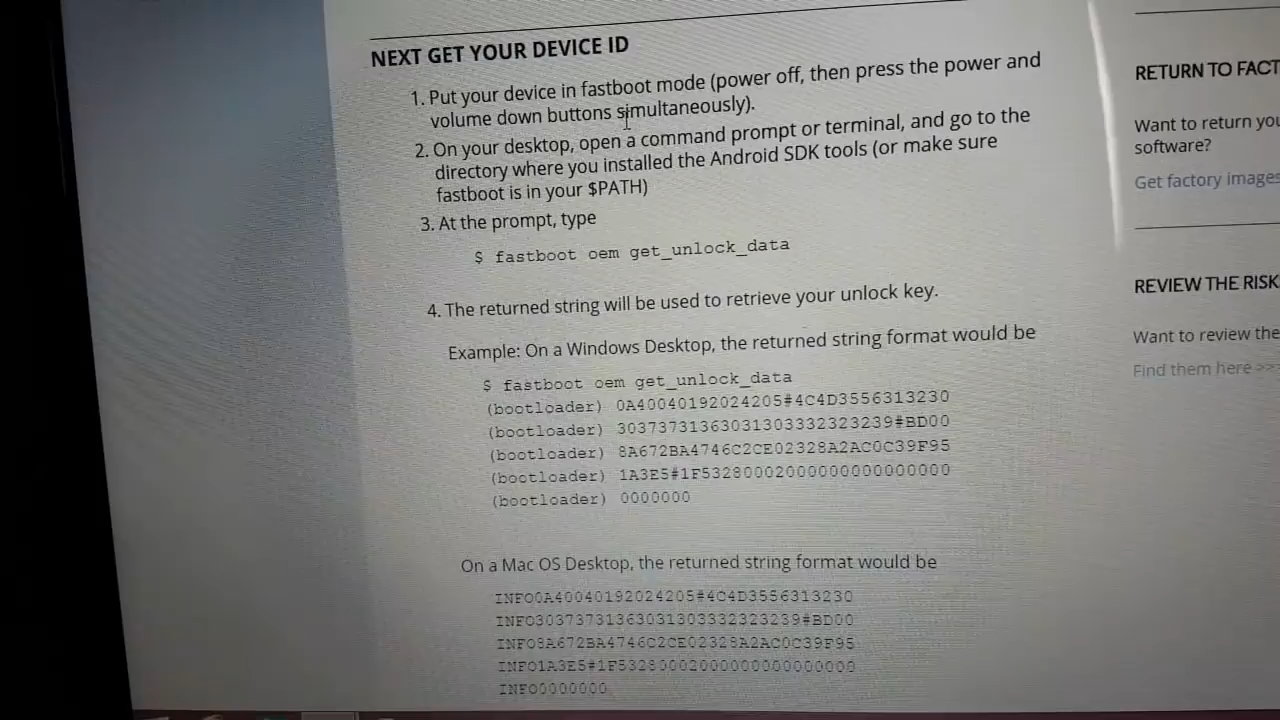 NEXT GET YOUR DEVICE ID
1. Put your device in fastboot mode (power off, then press the power and
volume down buttons simultaneously).
2. On your desktop, open a command prompt or terminal, and go to the
directory where you installed the Android SDK tools (or make sure
fastboot is in your $PATH)
3. At the prompt, type
$ fastboot oem get_unlock_data
4. The returned string will be used to retrieve your unlock key.
Example: On a Windows Desktop, the returned string format would be
$ fastboot oem get_unlock_data
(bootloader) 0A40040192024205#4C4D3556313230
(bootloader) 30373731363031303332323239#BD00
(bootloader) 8A672BA4746C2CE02328A2AC0C39F95
(bootloader) 1A3E5#1F53280002000000000000000
(bootloader) 0000000
On a Mac OS Desktop, the returned string format would be
INFO0A40040192024205#4C4D3556313230
INFO30373731363031303332323239#BD00
INFO8A672BA4746C2CE02328A2AC0C39F95
INFO1A3E5#1F53280002000000000000000
INFO0000000
RETURN TO FACT
Want to return you
software?
Get factory images
REVIEW THE RISK
Want to review the
Find them here >>